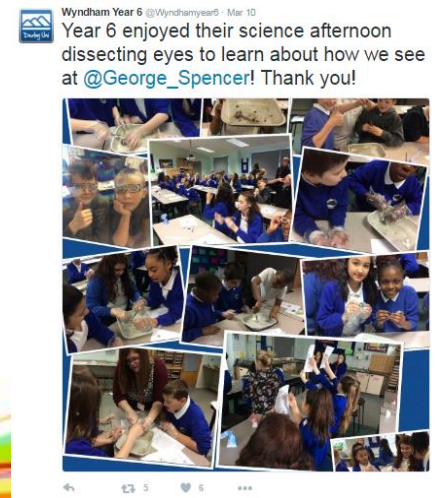 Wyndham Year 6 @Wyndhamyear6 · Mar 10
Year 6 enjoyed their science afternoon
dissecting eyes to learn about how we see
at @George_Spencer! Thank you!
5 6